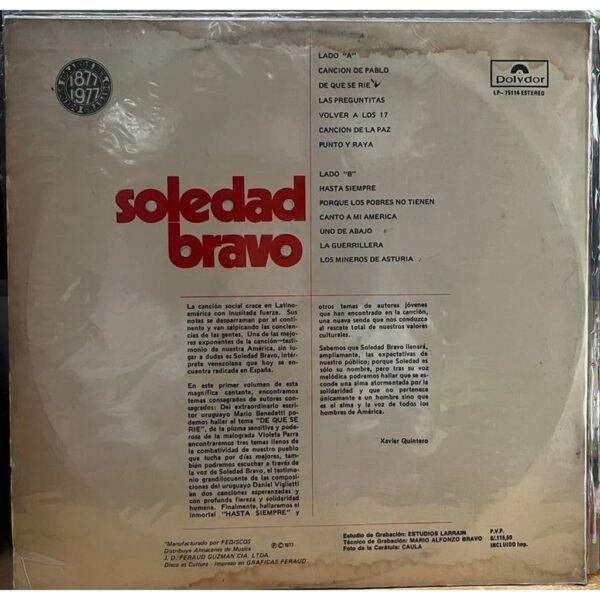 1877
1977
LADO "A"
CANCION DE PABLO
DE QUE SE RIE
LAS PREGUNTITAS
VOLVER A LOS 17
CANCION DE LA PAZ
PUNTO Y RAYA
Polydor
LP- 75114 ESTEREO
LADO "B"
HASTA SIEMPRE
PORQUE LOS POBRES NO TIENEN
CANTO A MI AMERICA
UNO DE ABAJO
LA GUERRILLERA
LOS MINEROS DE ASTURIA
soledad
bravo
La canción social crece en Latino-
américa con inusitada fuerza. Sus
notas se desparraman por el conti-
nente y van salpicando las concien-
cias de las gentes. Una de las mejo-
res exponentes de la canción—testi-
monio de nuestra América, sin lu-
gar a dudas es Soledad Bravo, intér-
prete venezolana que hoy se en-
cuentra radicada en España.
En este primer volumen de esta
magnífica cantante, encontramos
temas consagrados de autores con-
sagrados: Del extraordinario escri-
tor uruguayo Mario Benedetti po-
demos hallar el tema "DE QUE SE
RIE", de la pluma sensitiva y pode-
rosa de la malograda Violeta Parra
encontraremos tres temas llenos de
la combatividad de nuestro pueblo
que lucha por días mejores, tam-
bién podremos escuchar a través de
la voz de Soledad Bravo, el testimo-
nio grandilocuente de las composi-
ciones del uruguayo Daniel Viglietti
en dos canciones esperanzadas y
con profunda fiereza y solidaridad
humana. Finalmente, hallaremos el
inmortal "HASTA SIEMPRE" y
otros temas de autores jóvenes
que han encontrado en la canción,
una nueva senda que nos conduzca
al rescate total de nuestros valores
culturales.
Sabemos que Soledad Bravo llenará,
ampliamente, las expectativas de
nuestro público; porque Soledad es
sólo su nombre, pero tras su voz
melódica podremos hallar que se es-
conde una alma atormentada por la
solidaridad y que no pertenece
únicamente a un hombre sino que
es el alma y la voz de todos los
hombres de América.
Xavier Quintero
"Manufacturado por FEDISCOS
Distribuye Almacenes de Musica
J. D. FERAUD GUZMAN CIA. LTDA.
Disco es Cultura - Impreso en GRAFICAS FERAUD
Ⓟ©1977
Estudio de Grabación: ESTUDIOS LARRAIN
Técnico de Grabación: MARIO ALFONZO BRAVO
Foto de la Carátula: CAULA
P.V.P.
S/.115,50
INCLUIDO Imp.